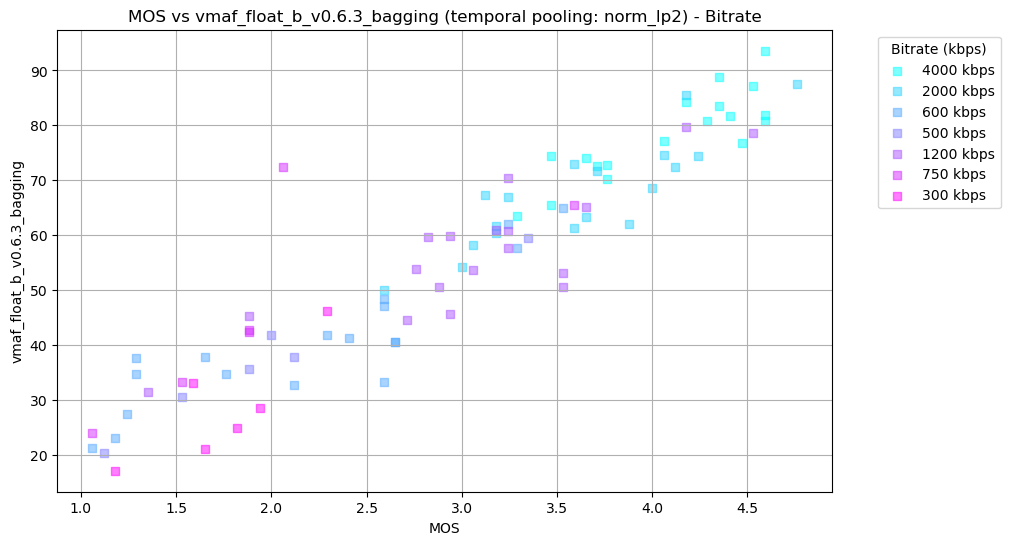 MOS vs vmaf_float_b_v0.6.3_bagging (temporal pooling: norm_lp2) - Bitrate
vmaf_float_b_v0.6.3_bagging
90
80
70
60
50
40
30
20
1.0 1.5 2.0 2.5 3.0 3.5 4.0 4.5
MOS
Bitrate (kbps)
4000 kbps
2000 kbps
600 kbps
500 kbps
1200 kbps
750 kbps
300 kbps